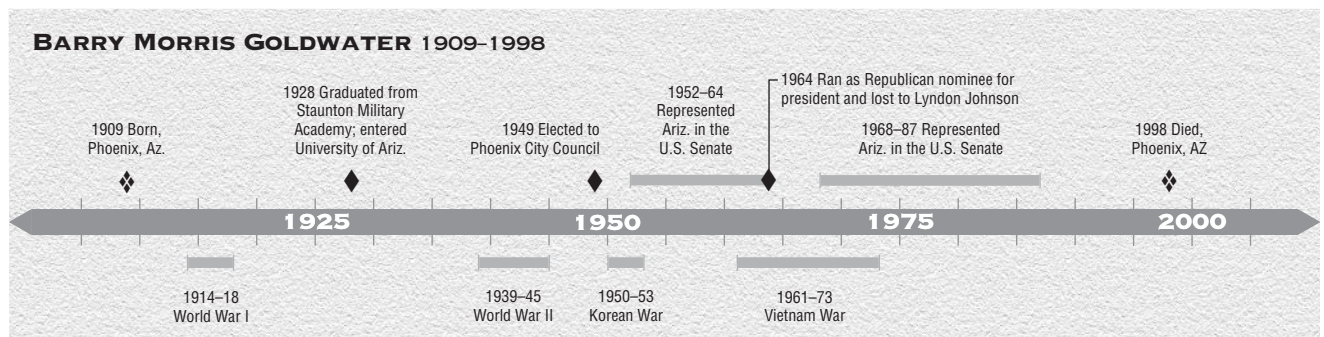 BARRY MORRIS GOLDWATER 1909–1998
1909 Born,
Phoenix, Az.
1928 Graduated from
Staunton Military
Academy; entered
University of Ariz.
1949 Elected to
Phoenix City Council
1952–64
Represented
Ariz. in the
U.S. Senate
1964 Ran as Republican nominee for
president and lost to Lyndon Johnson
1968–87 Represented
Ariz. in the U.S. Senate
1998 Died,
Phoenix, AZ
1925
1950
1975
2000
1914–18
World War I
1939–45
World War II
1950–53
Korean War
1961–73
Vietnam War